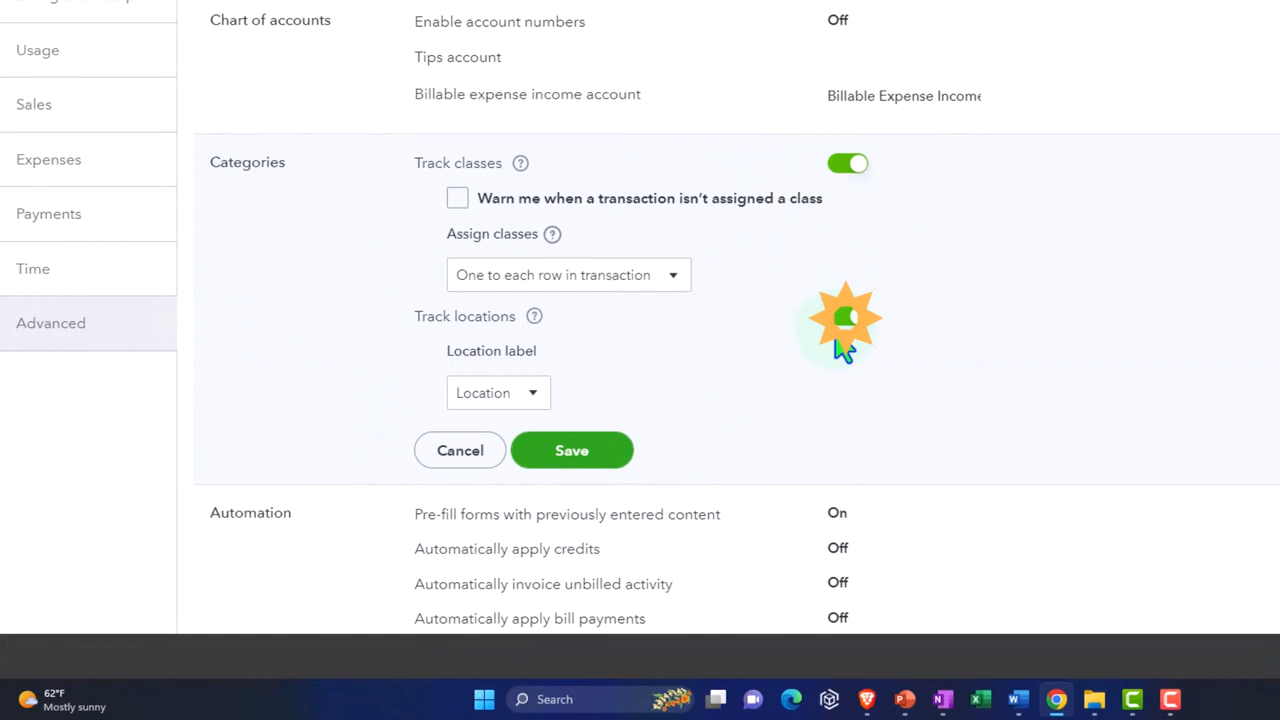 Chart of accounts
Enable account numbers
Off
Usage
Tips account
Billable expense income account
Billable Expense Income
Sales
Expenses
Categories
Track classes
Warn me when a transaction isn't assigned a class
Payments
Assign classes
Time
One to each row in transaction
Advanced
Track locations
Location label
Location
Cancel
Save
Automation
Pre-fill forms with previously entered content
On
Automatically apply credits
Off
Automatically invoice unbilled activity
Off
Automatically apply bill payments
Off
62°F
Mostly sunny
Search